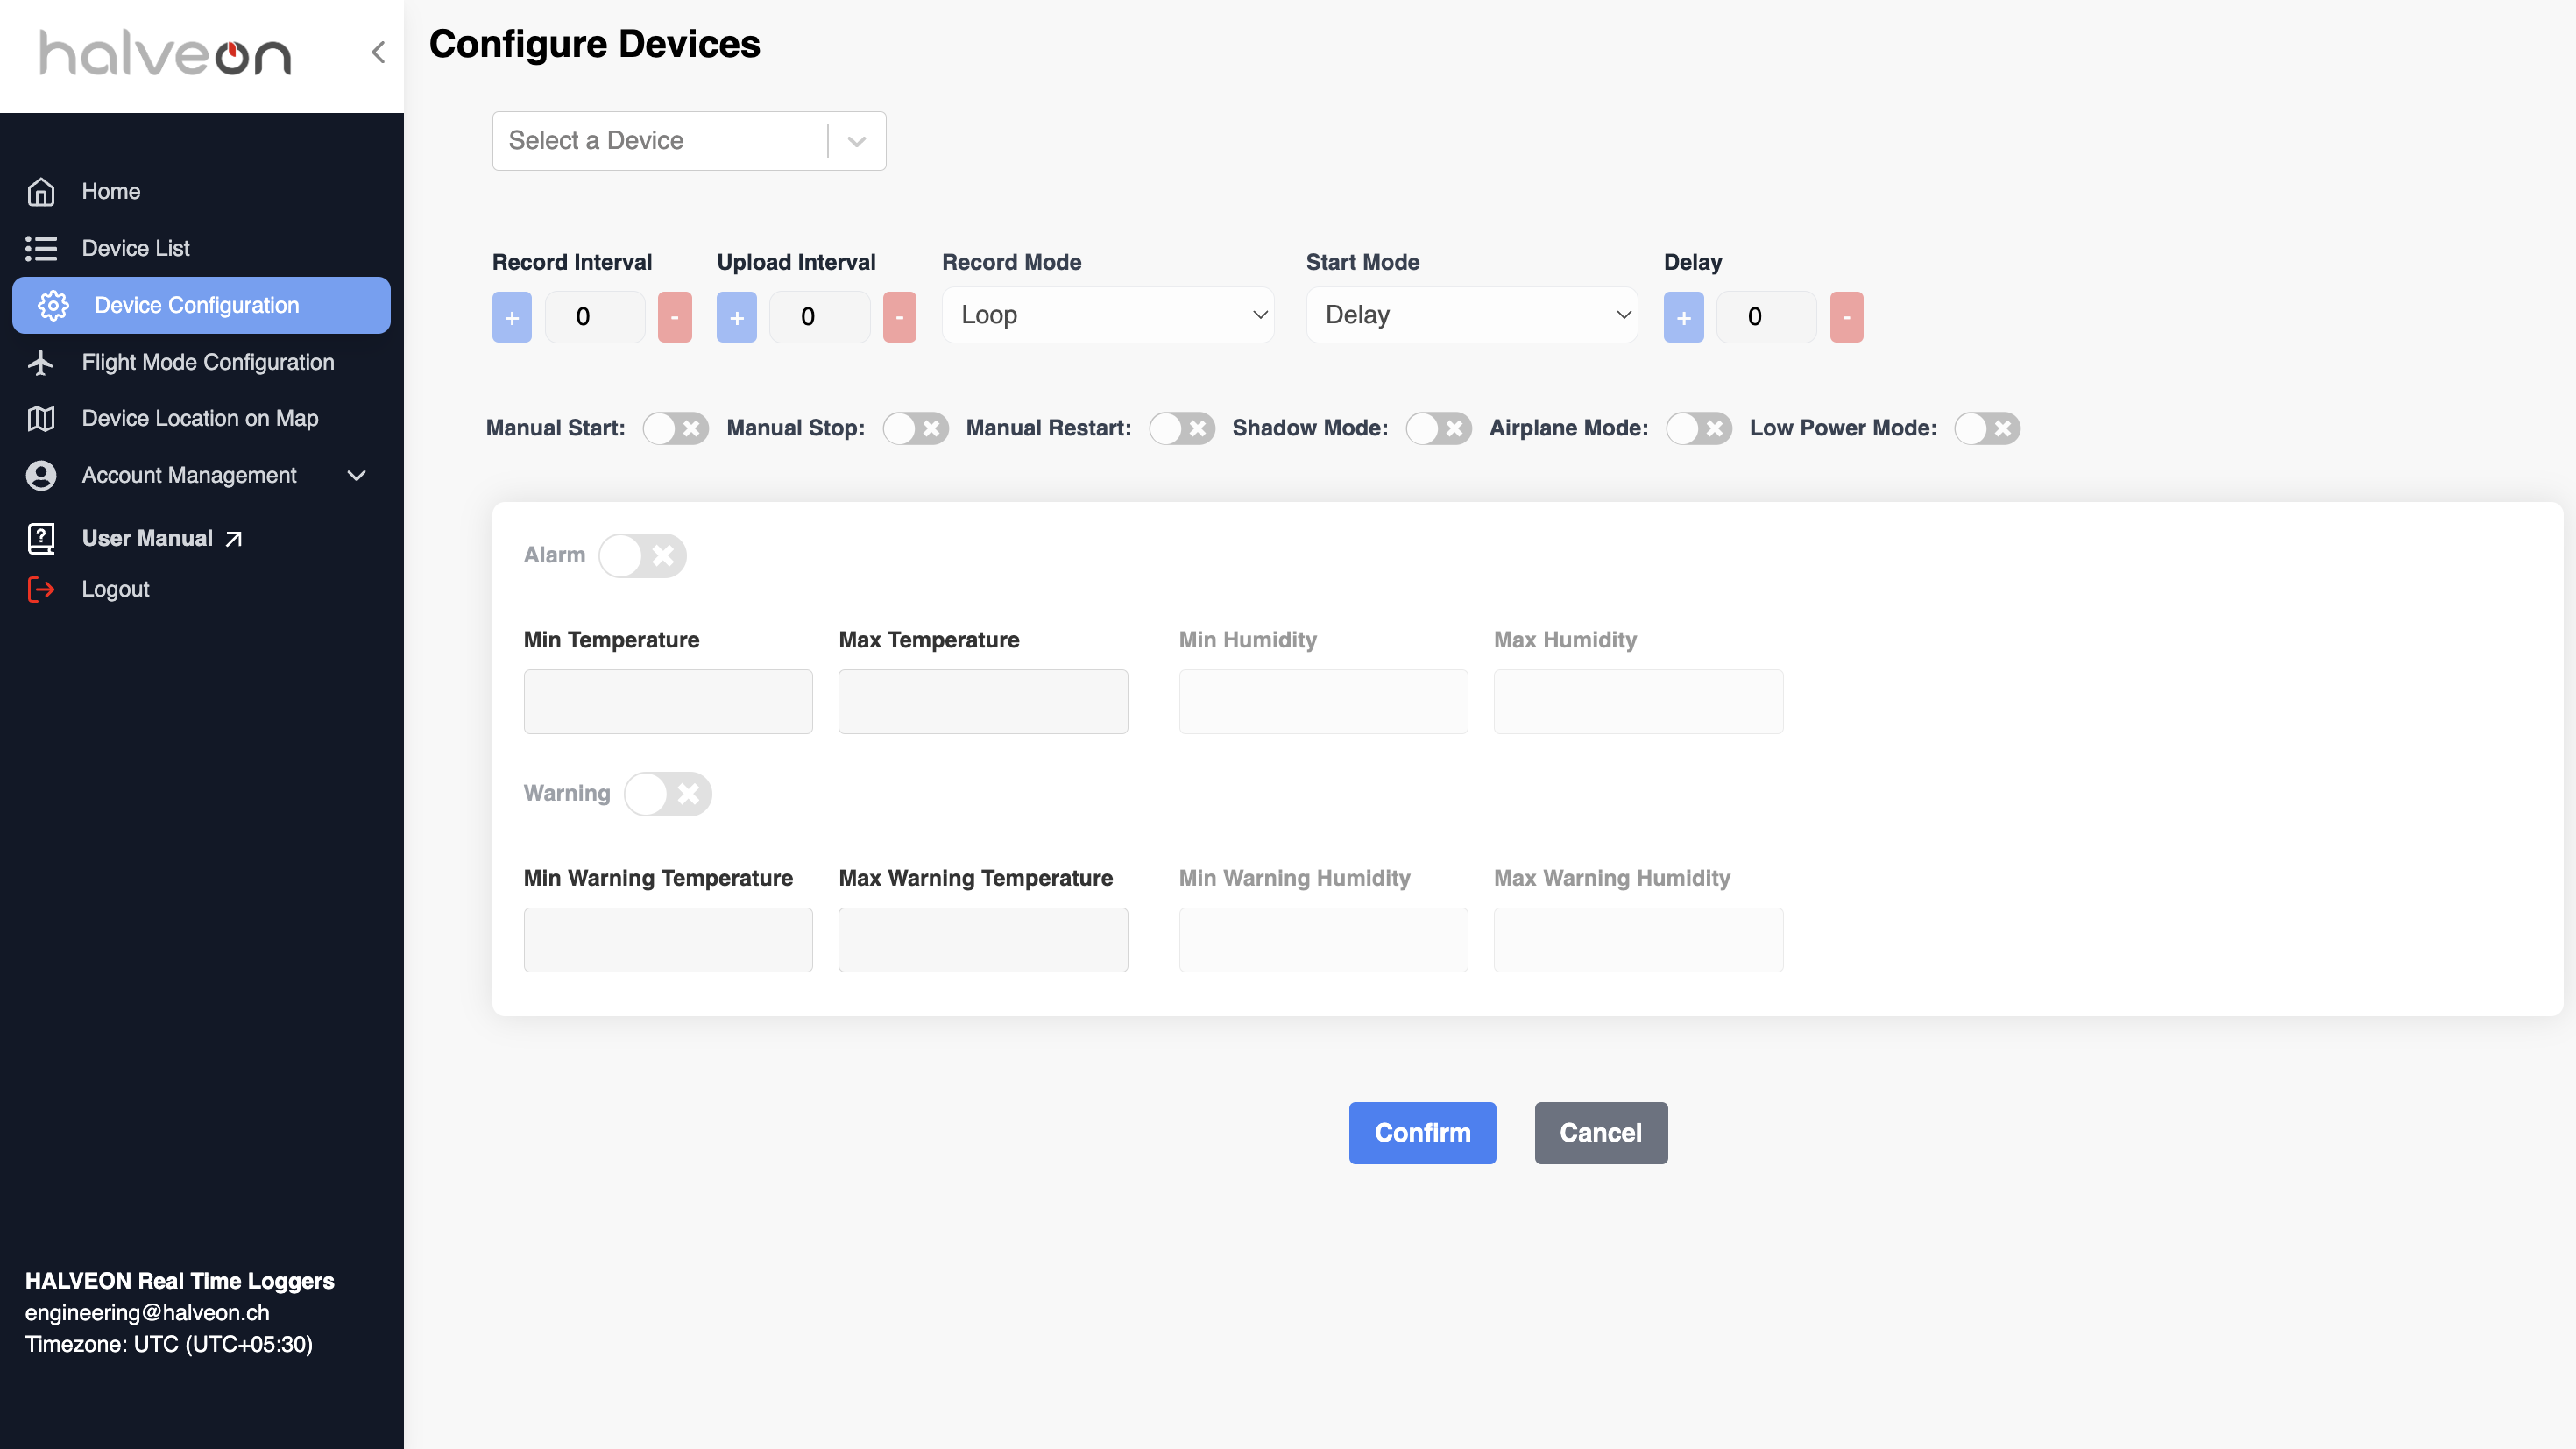 halveon
Home
Device List
Device Configuration
Flight Mode Configuration
Device Location on Map
Account Management
User Manual
Logout
HALVEON Real Time Loggers
engineering@halveon.ch
Timezone: UTC (UTC+05:30)
Configure Devices
Select a Device
Record Interval Upload Interval Record Mode Start Mode Delay
+ 0 - + 0 - Loop Delay + 0 -
Manual Start: Manual Stop: Manual Restart: Shadow Mode: Airplane Mode: Low Power Mode:
Alarm
Min Temperature Max Temperature Min Humidity Max Humidity
Warning
Min Warning Temperature Max Warning Temperature Min Warning Humidity Max Warning Humidity
Confirm Cancel